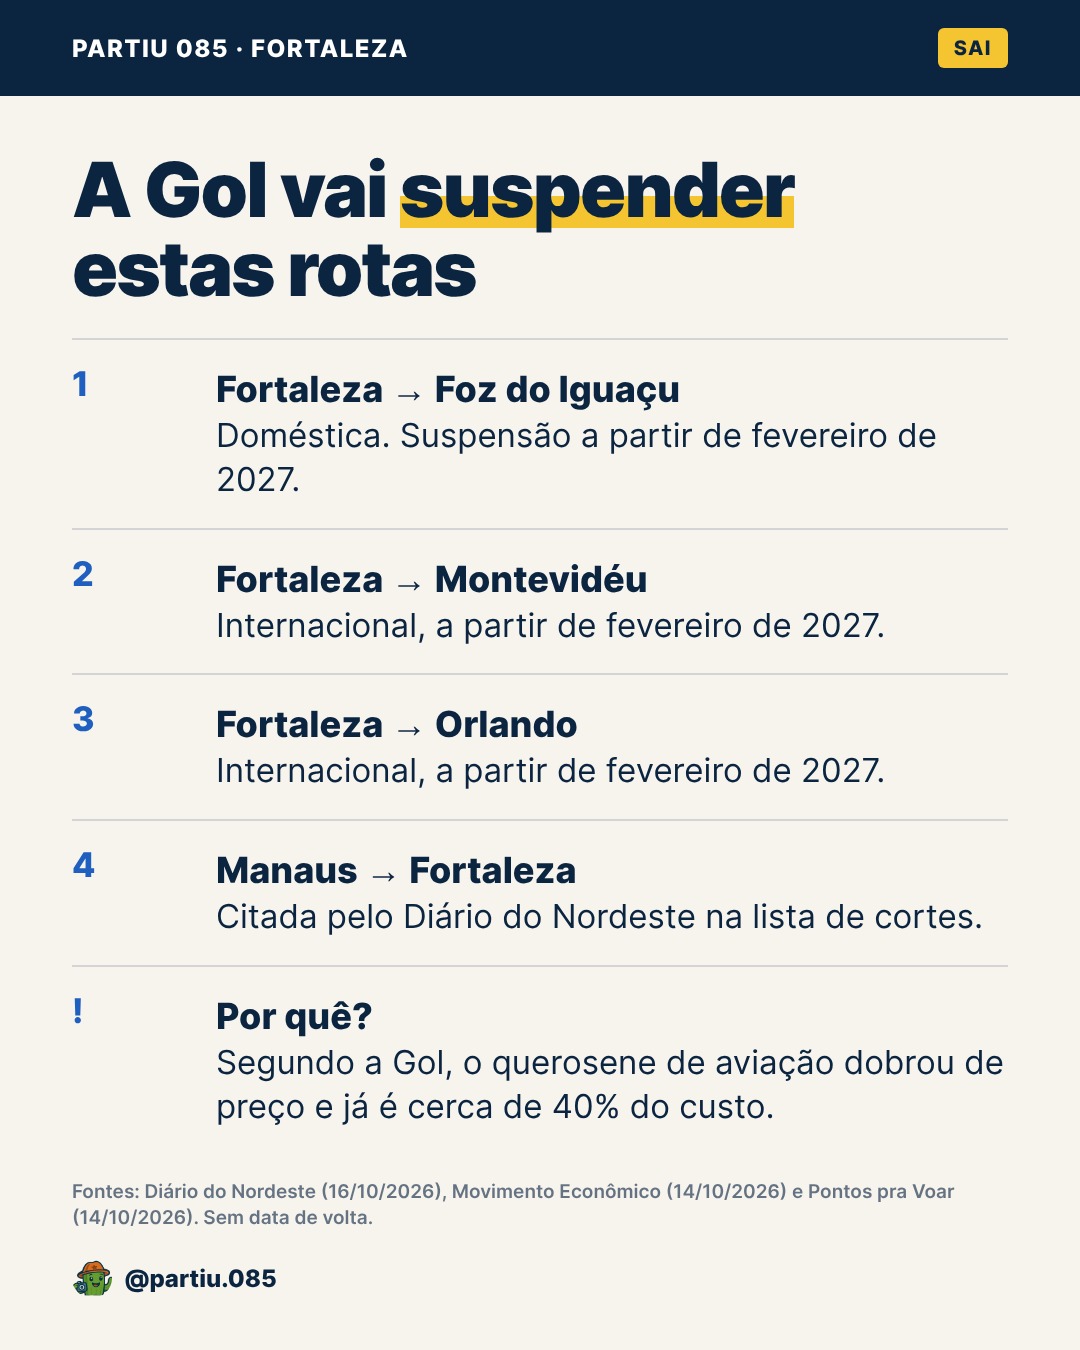 PARTIU 085 · FORTALEZA
SAI
A Gol vai suspender
estas rotas
1
Fortaleza → Foz do Iguaçu
Doméstica. Suspensão a partir de fevereiro de
2027.
2
Fortaleza → Montevidéu
Internacional, a partir de fevereiro de 2027.
3
Fortaleza → Orlando
Internacional, a partir de fevereiro de 2027.
4
Manaus → Fortaleza
Citada pelo Diário do Nordeste na lista de cortes.
!
Por quê?
Segundo a Gol, o querosene de aviação dobrou de
preço e já é cerca de 40% do custo.
Fontes: Diário do Nordeste (16/10/2026), Movimento Econômico (14/10/2026) e Pontos pra Voar
(14/10/2026). Sem data de volta.
@partiu.085